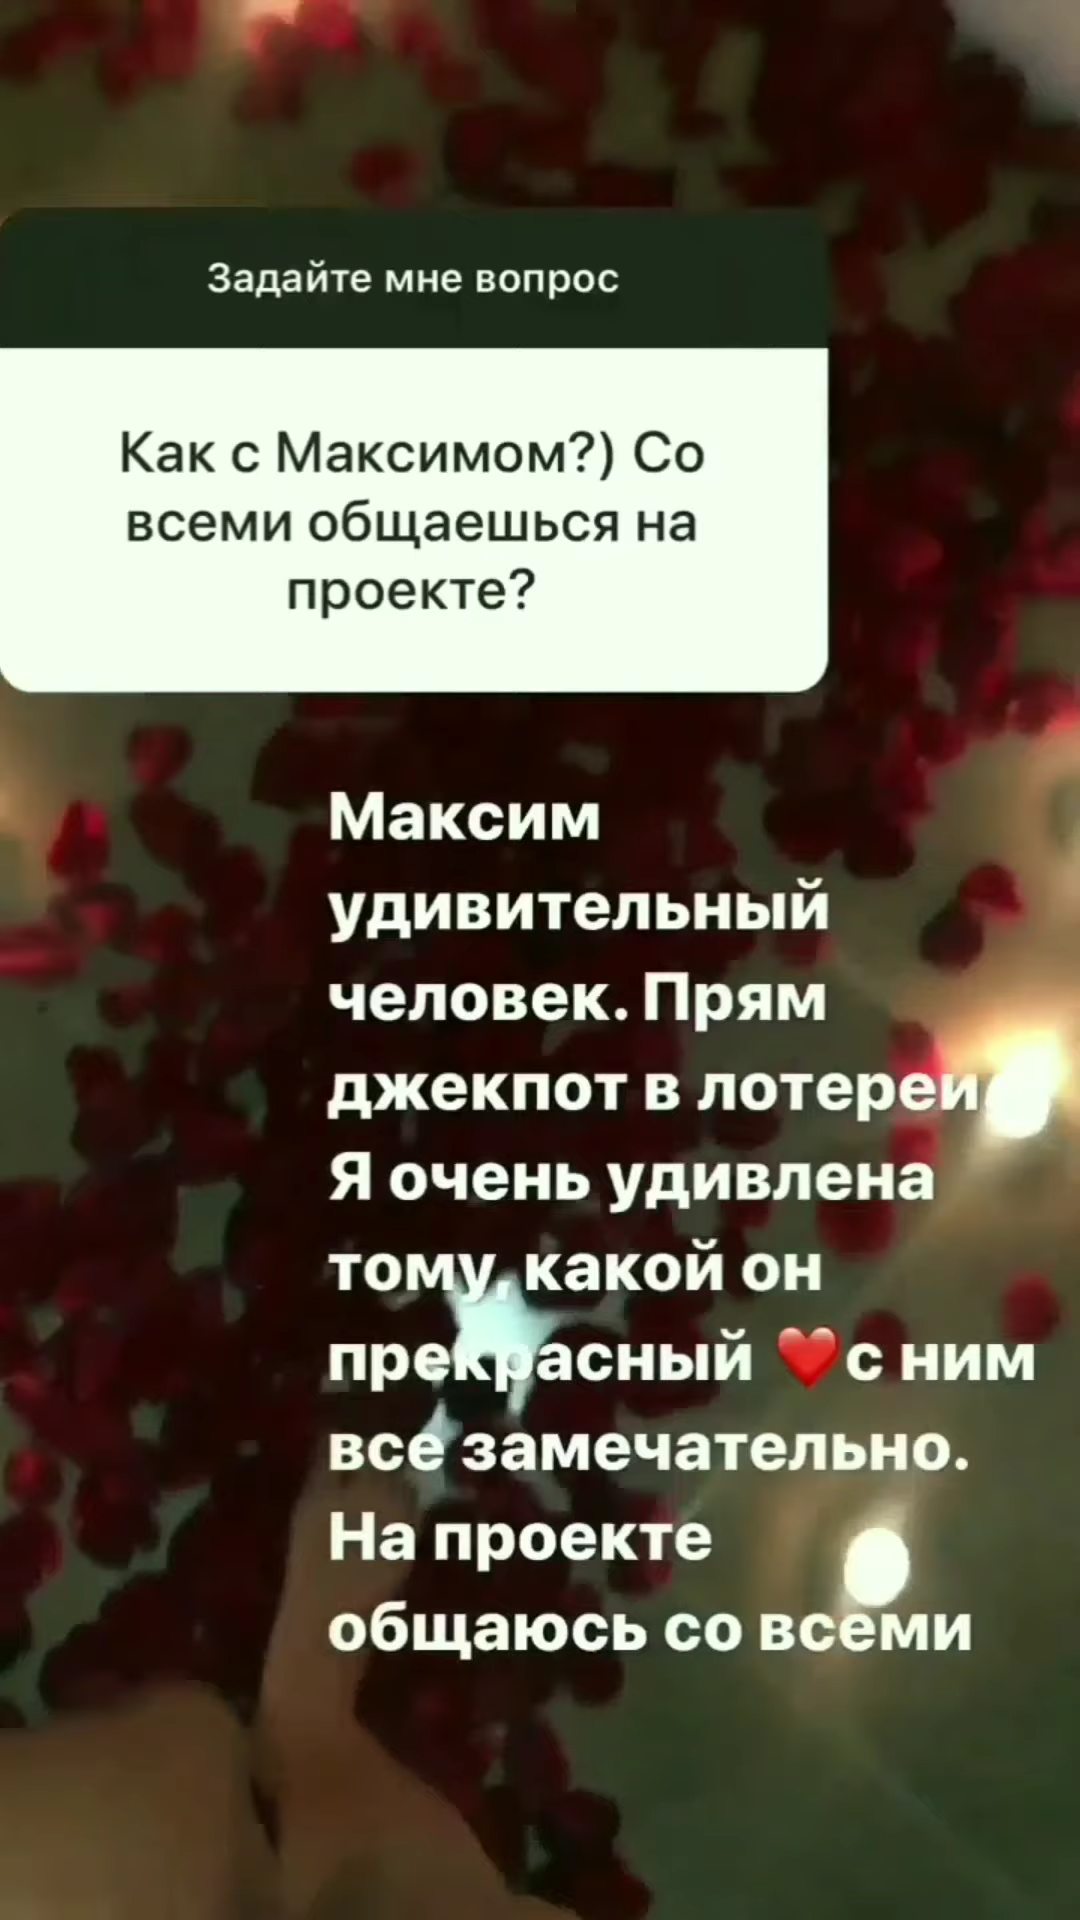 Задайте мне вопрос
Как с Максимом?) Со
всеми общаешься на
проекте?
Максим
удивительный
человек. Прям
джекпот в лотереи.
Я очень удивлена
тому, какой он
прекрасный ❤️с ним
все замечательно.
На проекте
общаюсь со всеми